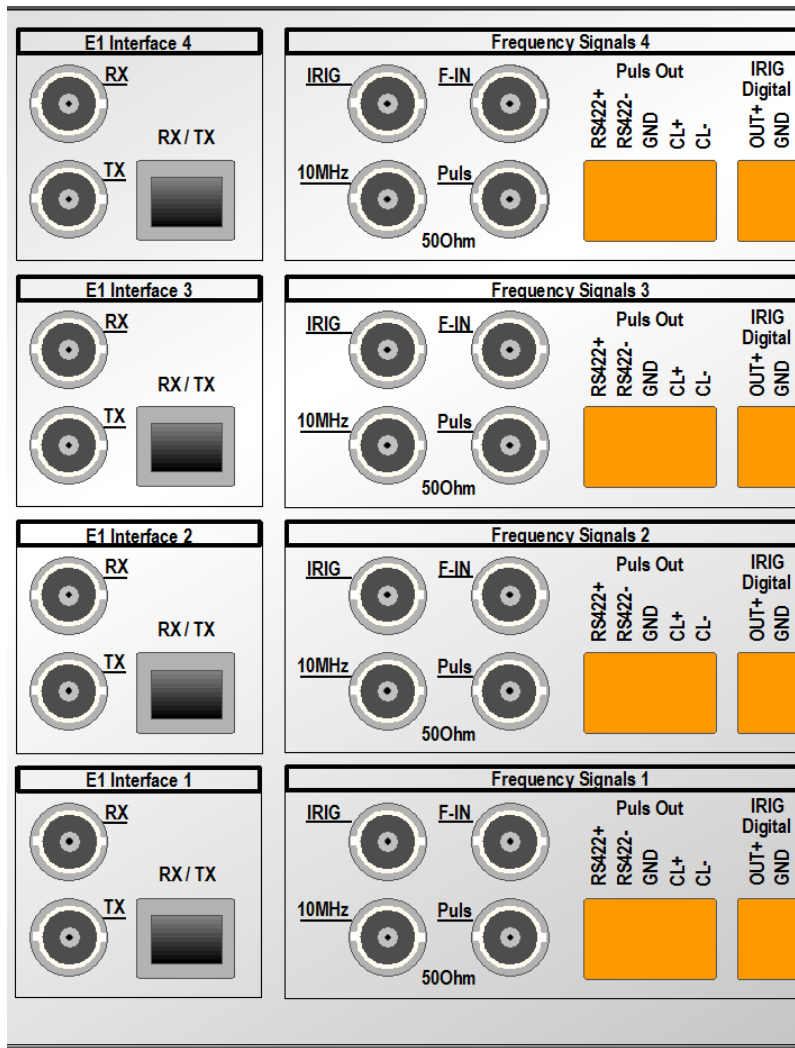 E1 Interface 4
RX
RX / TX
TX
Frequency Signals 4
IRIG
F-IN
10MHz
Puls
50Ohm
Puls Out
RS422+
RS422-
GND
CL+
CL-
IRIG
Digital
OUT+
GND
E1 Interface 3
RX
RX / TX
TX
Frequency Signals 3
IRIG
F-IN
10MHz
Puls
50Ohm
Puls Out
RS422+
RS422-
GND
CL+
CL-
IRIG
Digital
OUT+
GND
E1 Interface 2
RX
RX / TX
TX
Frequency Signals 2
IRIG
F-IN
10MHz
Puls
50Ohm
Puls Out
RS422+
RS422-
GND
CL+
CL-
IRIG
Digital
OUT+
GND
E1 Interface 1
RX
RX / TX
TX
Frequency Signals 1
IRIG
F-IN
10MHz
Puls
50Ohm
Puls Out
RS422+
RS422-
GND
CL+
CL-
IRIG
Digital
OUT+
GND